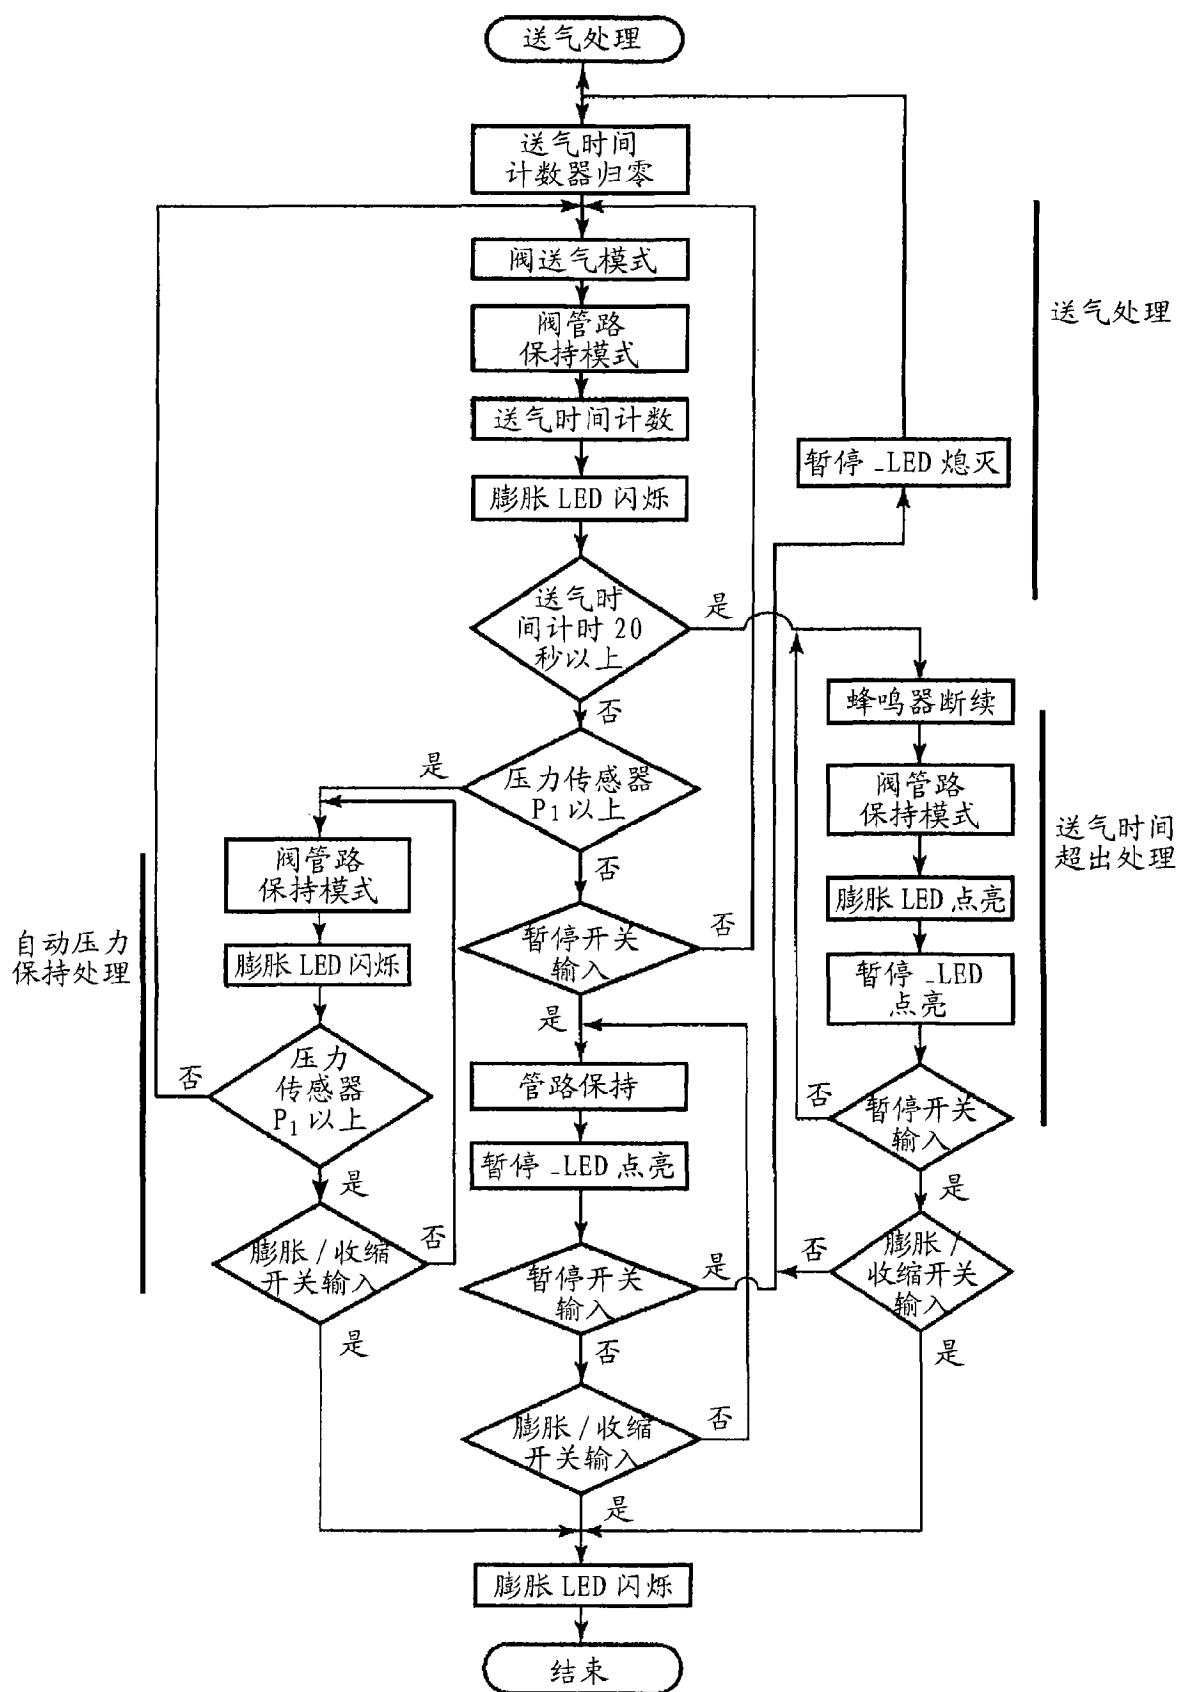 送气处理
送气时间
计数器归零
阀送气模式
阀管路
保持模式
送气时间计数
膨胀 LED 闪烁
送气时
间计时 20
秒以上
是
否
压力传感器
P1 以上
是
否
暂停开关
输入
否
是
管路保持
暂停 _LED 点亮
暂停开关
输入
是
否
膨胀 / 收缩
开关输入
否
是
膨胀 LED 闪烁
结束
自动压力
保持处理
阀管路
保持模式
膨胀 LED 闪烁
压力
传感器
P1 以上
否
是
膨胀 / 收缩
开关输入
否
是
暂停 _LED 熄灭
送气处理
蜂鸣器断续
阀管路
保持模式
膨胀 LED 点亮
暂停 _LED
点亮
暂停开关
输入
否
是
膨胀 /
收缩开关
输入
否
是
送气时间
超出处理